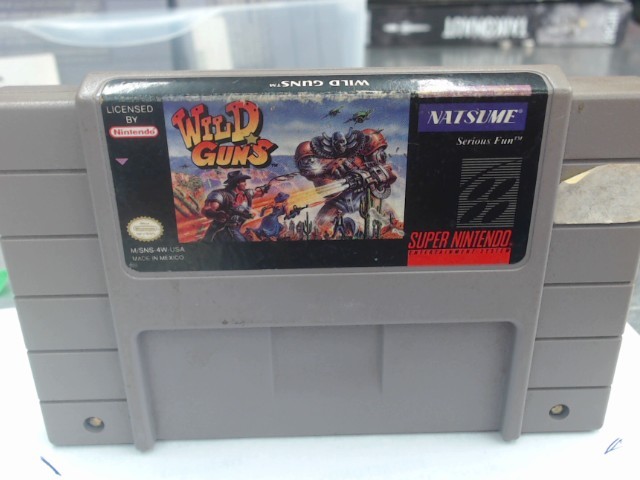 WILD GUNS™
LICENSED
BY
Nintendo
WILD
GUNS
NATSUME®
Serious Fun™
M/SNS-4W-USA
MADE IN MEXICO
SUPER NINTENDO
ENTERTAINMENT SYSTEM